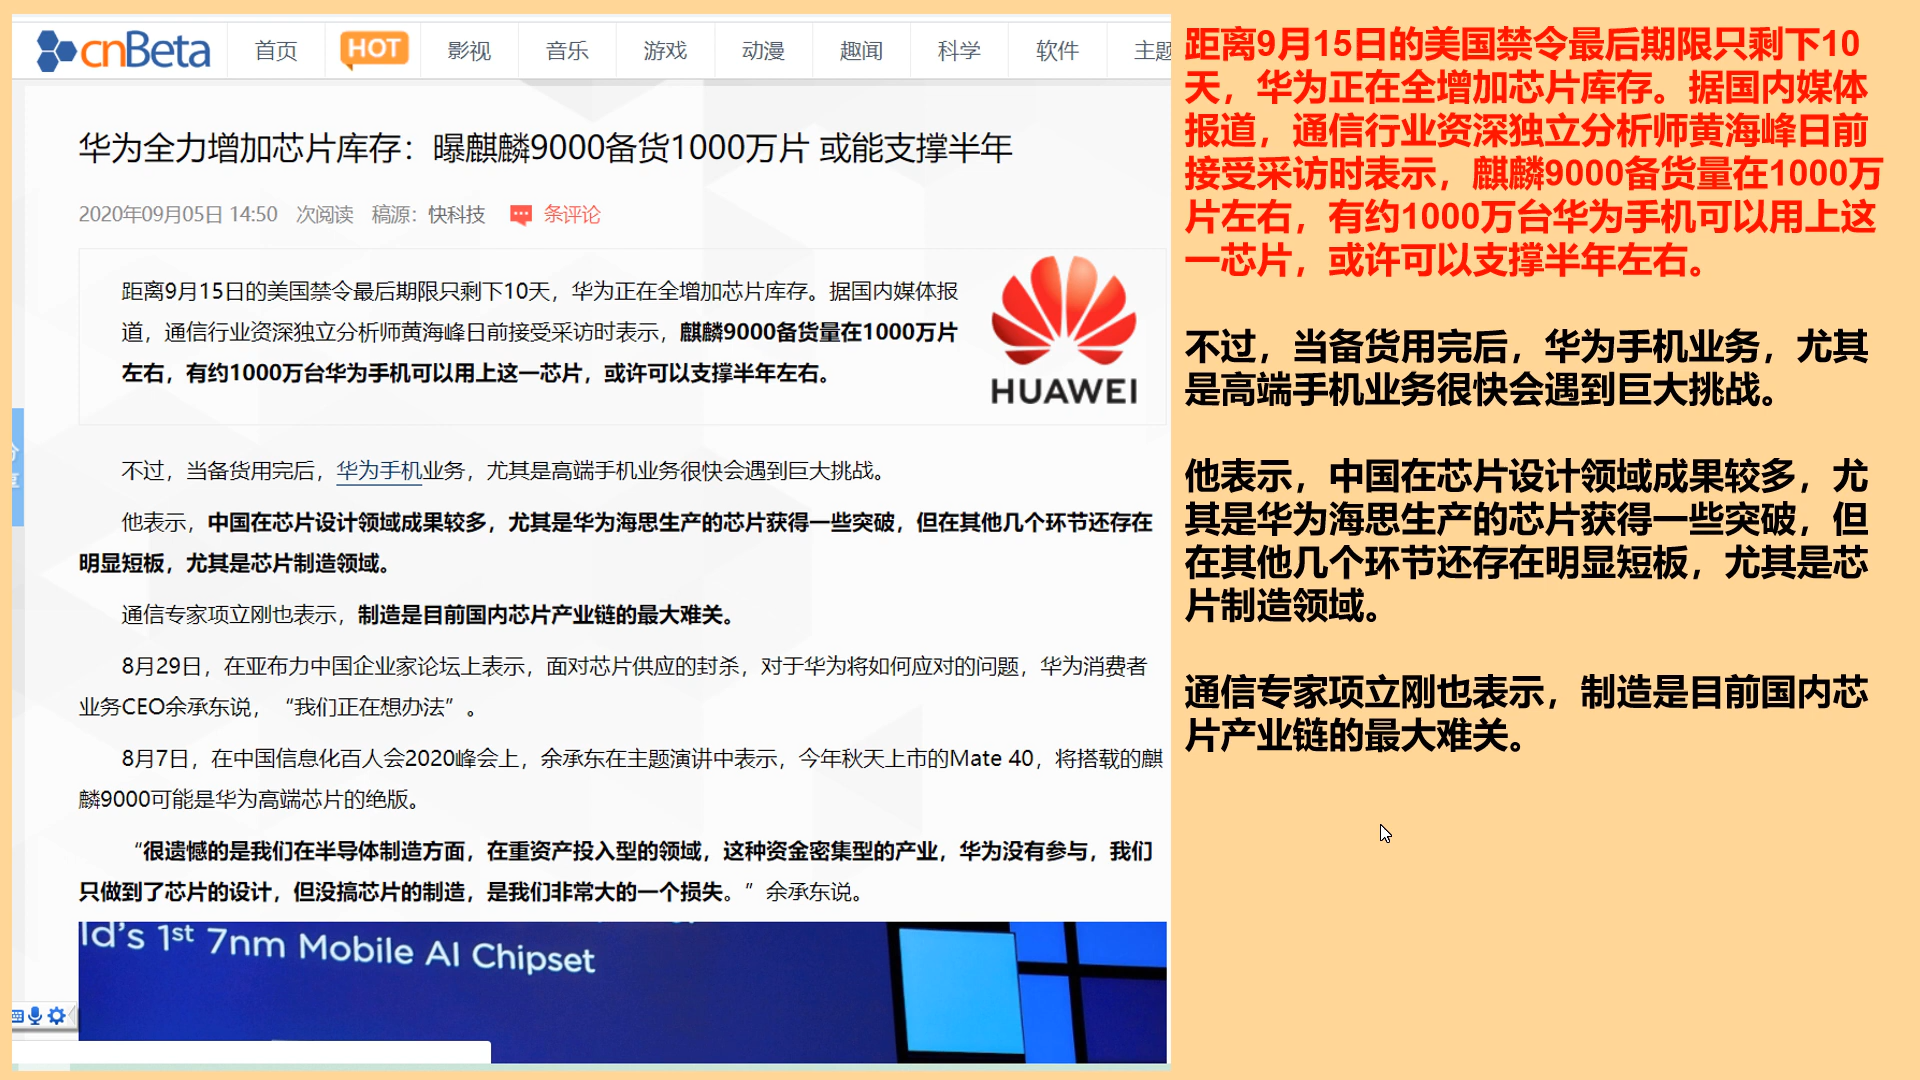 cnBeta 首页 HOT 影视 音乐 游戏 动漫 趣闻 科学 软件 主题
华为全力增加芯片库存：曝麒麟9000备货1000万片 或能支撑半年
2020年09月05日 14:50 次阅读 稿源：快科技 条评论
距离9月15日的美国禁令最后期限只剩下10天，华为正在全增加芯片库存。据国内媒体报
道，通信行业资深独立分析师黄海峰日前接受采访时表示，麒麟9000备货量在1000万片
左右，有约1000万台华为手机可以用上这一芯片，或许可以支撑半年左右。
HUAWEI
不过，当备货用完后，华为手机业务，尤其是高端手机业务很快会遇到巨大挑战。
他表示，中国在芯片设计领域成果较多，尤其是华为海思生产的芯片获得一些突破，但在其他几个环节还存在
明显短板，尤其是芯片制造领域。
通信专家项立刚也表示，制造是目前国内芯片产业链的最大难关。
8月29日，在亚布力中国企业家论坛上表示，面对芯片供应的封杀，对于华为将如何应对的问题，华为消费者
业务CEO余承东说，“我们正在想办法”。
8月7日，在中国信息化百人会2020峰会上，余承东在主题演讲中表示，今年秋天上市的Mate 40，将搭载的麒
麟9000可能是华为高端芯片的绝版。
“很遗憾的是我们在半导体制造方面，在重资产投入型的领域，这种资金密集型的产业，华为没有参与，我们
只做到了芯片的设计，但没搞芯片的制造，是我们非常大的一个损失。”余承东说。
ld's 1st 7nm Mobile AI Chipset
距离9月15日的美国禁令最后期限只剩下10
天，华为正在全增加芯片库存。据国内媒体
报道，通信行业资深独立分析师黄海峰日前
接受采访时表示，麒麟9000备货量在1000万
片左右，有约1000万台华为手机可以用上这
一芯片，或许可以支撑半年左右。
不过，当备货用完后，华为手机业务，尤其
是高端手机业务很快会遇到巨大挑战。
他表示，中国在芯片设计领域成果较多，尤
其是华为海思生产的芯片获得一些突破，但
在其他几个环节还存在明显短板，尤其是芯
片制造领域。
通信专家项立刚也表示，制造是目前国内芯
片产业链的最大难关。